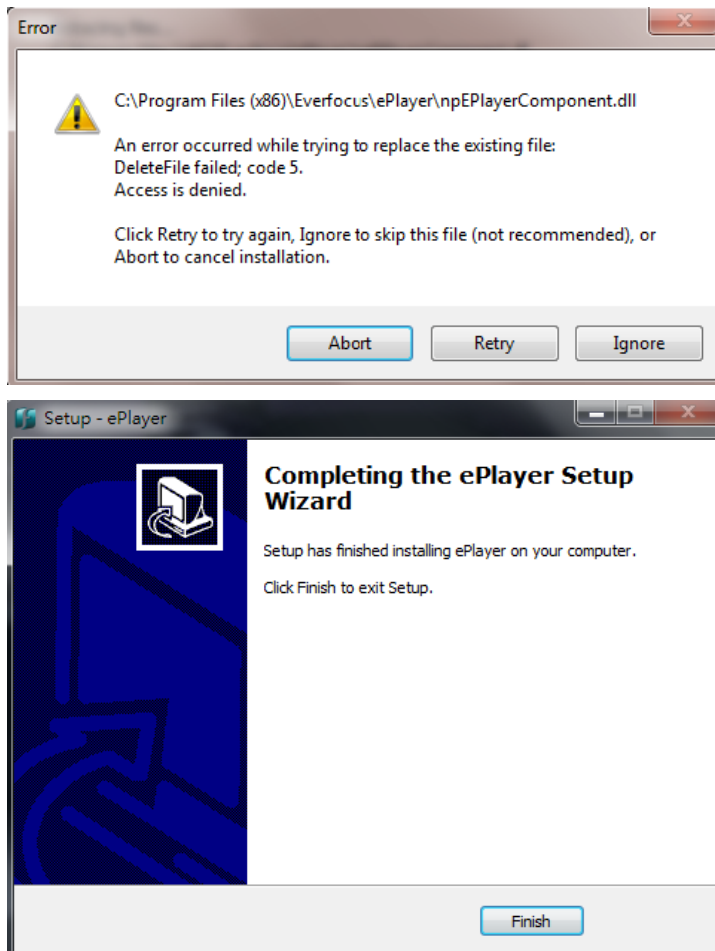 Error
C:\Program Files (x86)\Everfocus\ePlayer\npEPlayerComponent.dll
An error occurred while trying to replace the existing file:
DeleteFile failed; code 5.
Access is denied.
Click Retry to try again, Ignore to skip this file (not recommended), or
Abort to cancel installation.
Abort
Retry
Ignore
Setup - ePlayer
Completing the ePlayer Setup
Wizard
Setup has finished installing ePlayer on your computer.
Click Finish to exit Setup.
Finish